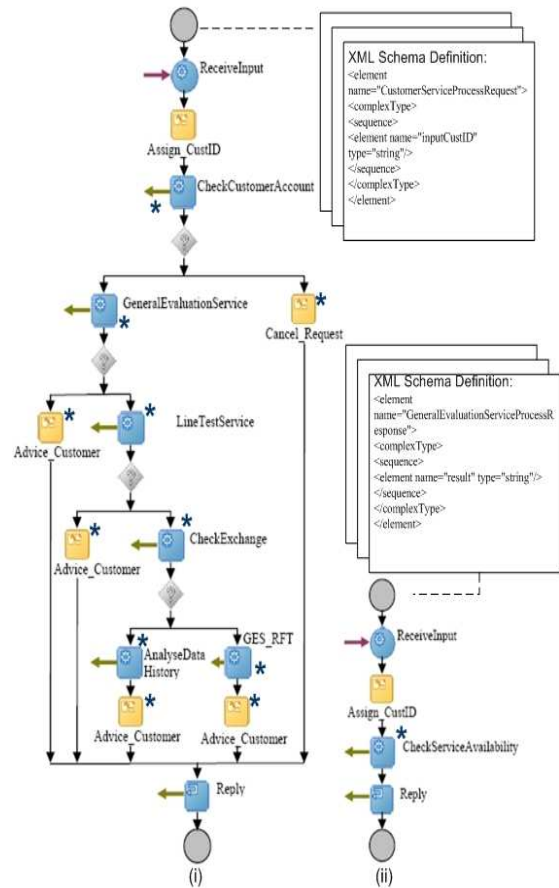 ReceiveInput
XML Schema Definition:
<element
name="CustomerServiceProcessRequest">
<complexType>
<sequence>
<element name="inputCustID"
type="string"/>
</sequence>
</complexType>
</element>
Assign_CustID
CheckCustomerAccount
*
GeneralEvaluationService
*
*
Cancel_Request
*
Advice_Customer
*
LineTestService
*
Advice_Customer
*
CheckExchange
*
AnalyseData
History
GES_RFT
*
*
Advice_Customer
*
Advice_Customer
Reply
(i)
XML Schema Definition:
<element
name="GeneralEvaluationServiceProcessR
esponse">
<complexType>
<sequence>
<element name="result" type="string"/>
</sequence>
</complexType>
</element>
ReceiveInput
Assign_CustID
*
CheckServiceAvailability
Reply
(ii)